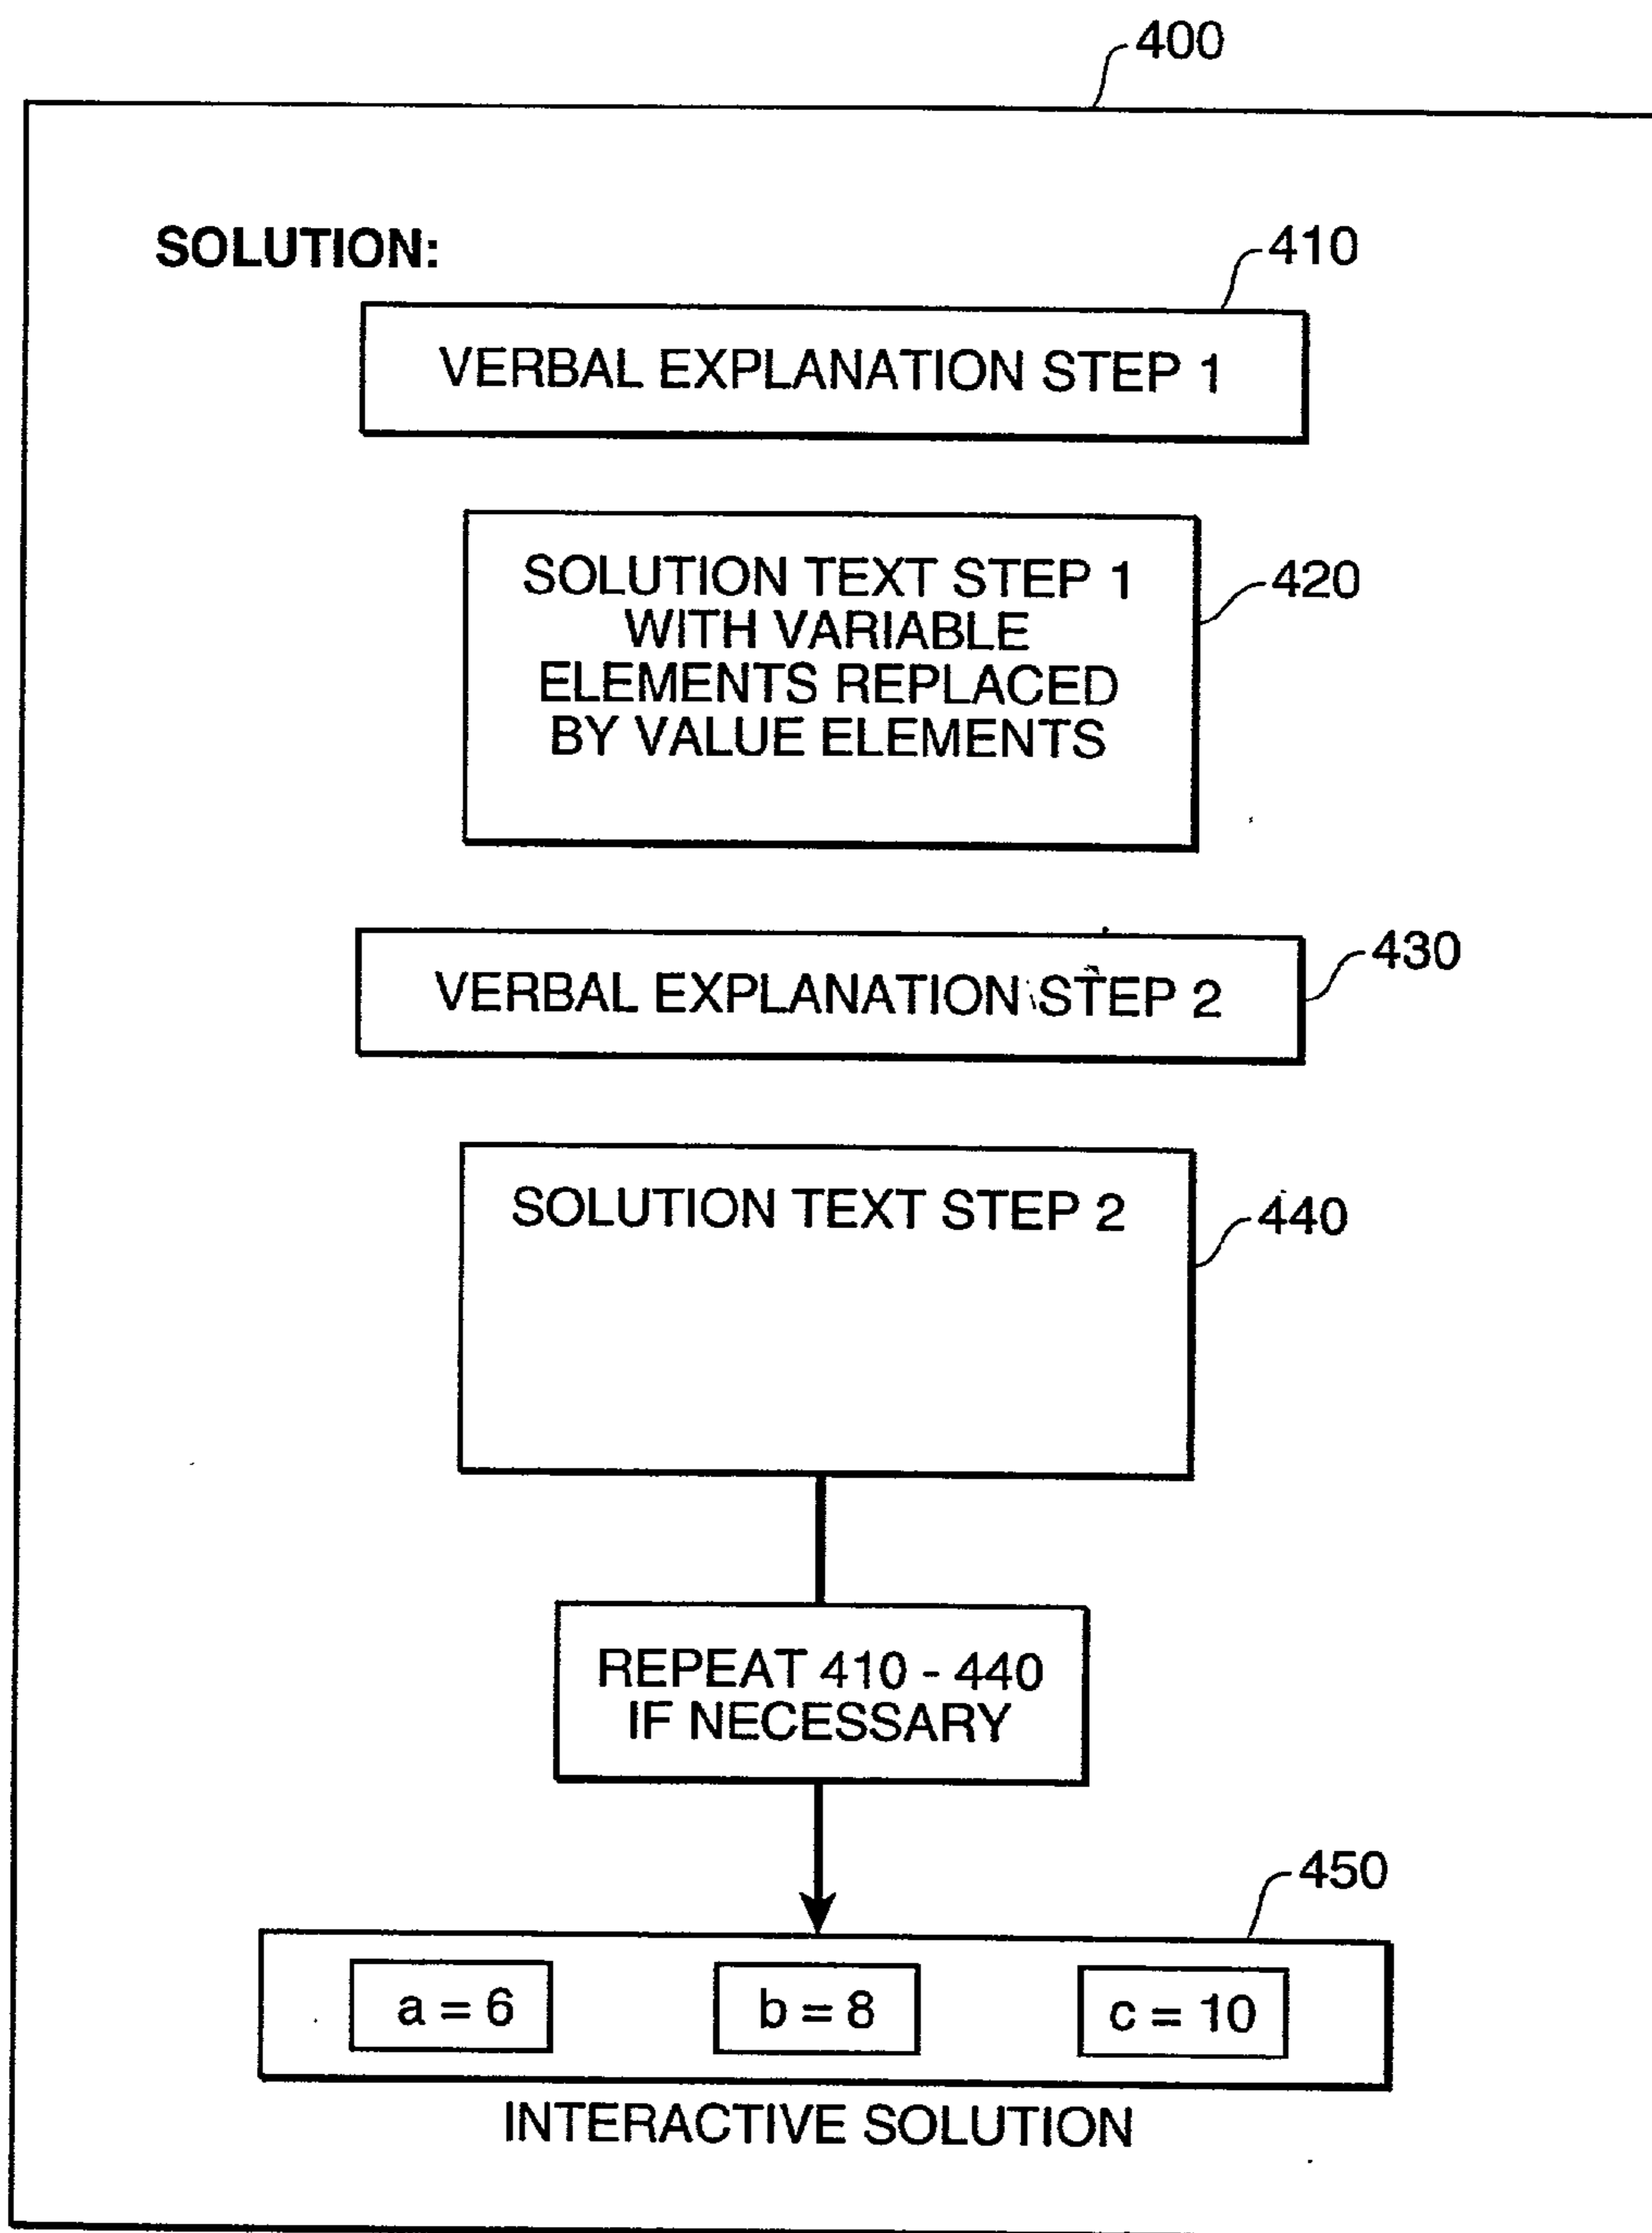 400
SOLUTION:
410
VERBAL EXPLANATION STEP 1
SOLUTION TEXT STEP 1
WITH VARIABLE
ELEMENTS REPLACED
BY VALUE ELEMENTS
420
VERBAL EXPLANATION STEP 2
430
SOLUTION TEXT STEP 2
440
REPEAT 410 - 440
IF NECESSARY
450
a = 6 b = 8 c = 10
INTERACTIVE SOLUTION